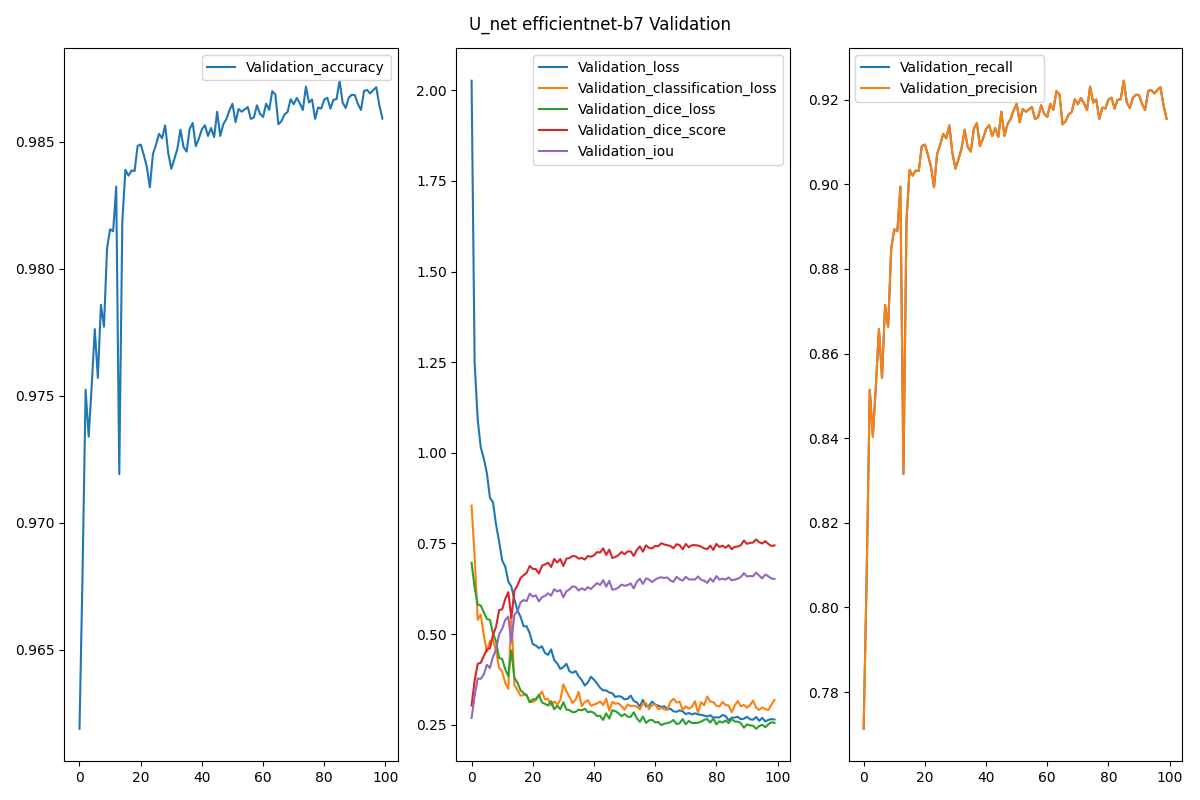 U_net efficientnet-b7 Validation
Validation_accuracy
0.985
0.980
0.975
0.970
0.965
0 20 40 60 80 100
Validation_loss
Validation_classification_loss
Validation_dice_loss
Validation_dice_score
Validation_iou
2.00
1.75
1.50
1.25
1.00
0.75
0.50
0.25
0 20 40 60 80 100
Validation_recall
Validation_precision
0.92
0.90
0.88
0.86
0.84
0.82
0.80
0.78
0 20 40 60 80 100